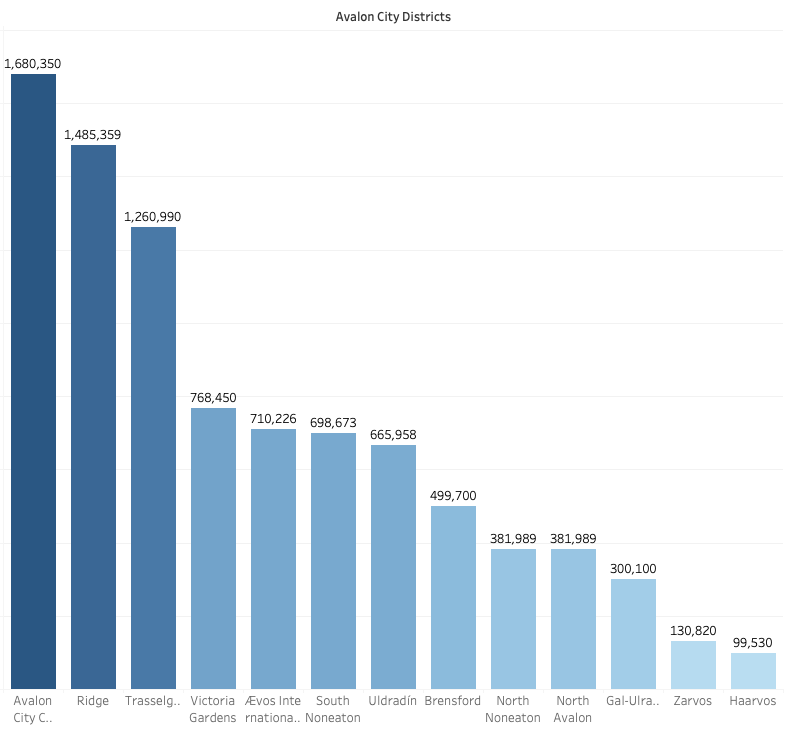 Avalon City Districts
1,680,350
1,485,359
1,260,990
768,450
710,226
698,673
665,958
499,700
381,989
381,989
300,100
130,820
99,530
Avalon
City C..
Ridge
Trasselg..
Victoria
Gardens
Ævos Inte
rnationa..
South
Noneaton
Uldradín
Brensford
North
Noneaton
North
Avalon
Gal-Ulra..
Zarvos
Haarvos